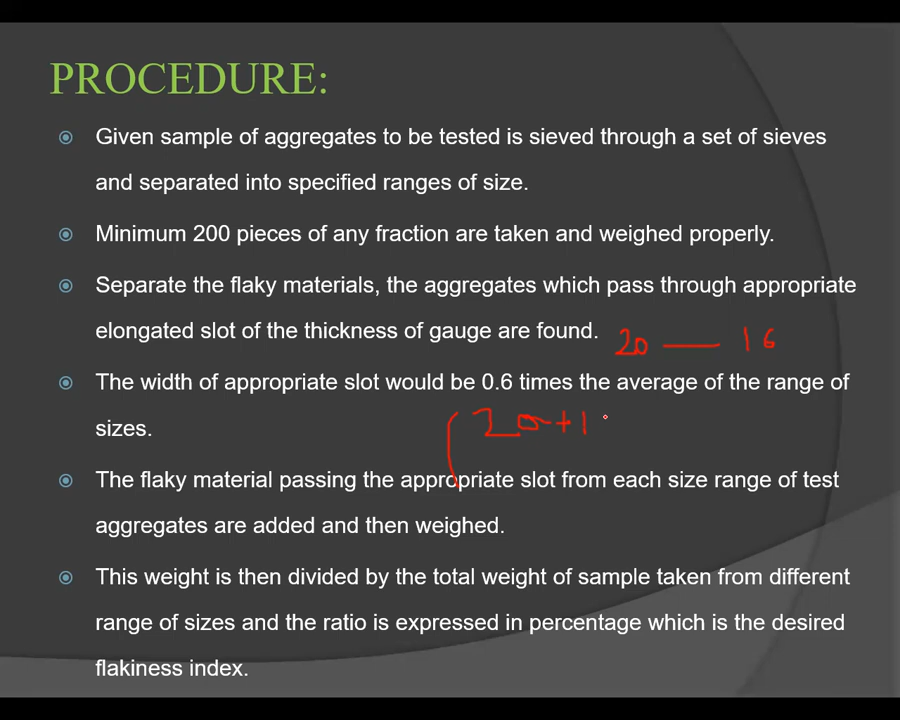 PROCEDURE:
Given sample of aggregates to be tested is sieved through a set of sieves
and separated into specified ranges of size.
Minimum 200 pieces of any fraction are taken and weighed properly.
Separate the flaky materials, the aggregates which pass through appropriate
elongated slot of the thickness of gauge are found.
20 — 16
The width of appropriate slot would be 0.6 times the average of the range of
sizes.
(20+1
The flaky material passing the appropriate slot from each size range of test
aggregates are added and then weighed.
This weight is then divided by the total weight of sample taken from different
range of sizes and the ratio is expressed in percentage which is the desired
flakiness index.